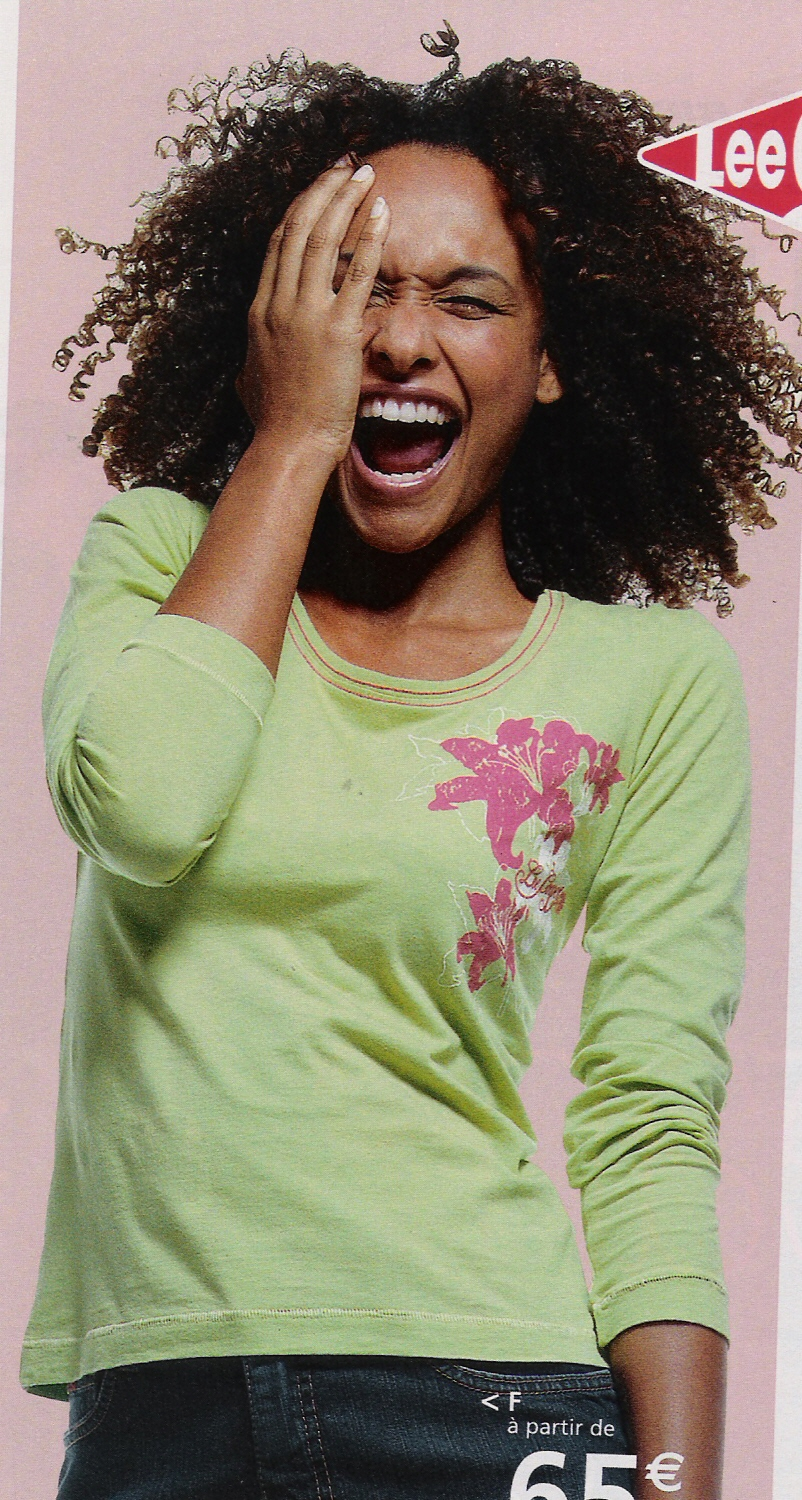 Lee
< F
à partir de
65€